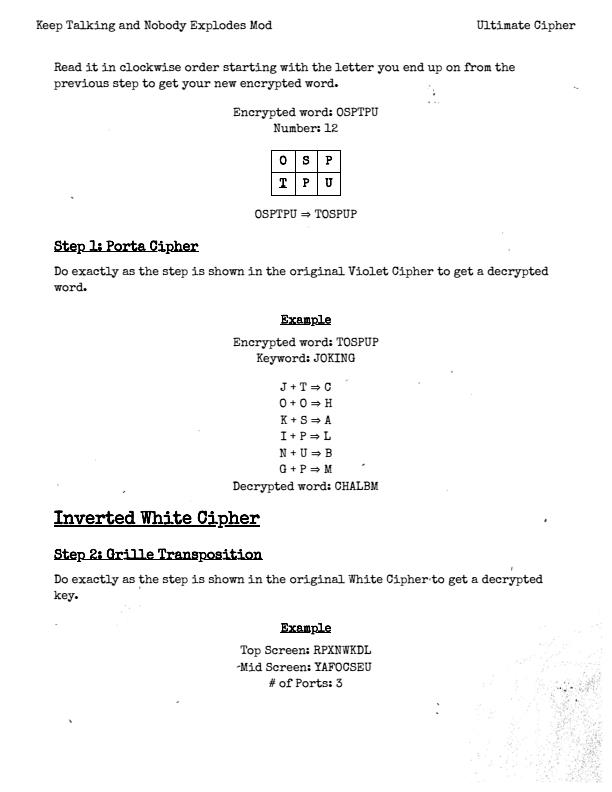 Keep Talking and Nobody Explodes Mod Ultimate Cipher
Read it in clockwise order starting with the letter you end up on from the
previous step to get your new encrypted word.
Encrypted word: OSPTPU
Number: 12
O S P
T P U
OSPTPU ⇒ TOSPUP
Step 1: Porta Cipher
Do exactly as the step is shown in the original Violet Cipher to get a decrypted
word.
Example
Encrypted word: TOSPUP
Keyword: JOKING
J + T ⇒ C
O + O ⇒ H
K + S ⇒ A
I + P ⇒ L
N + U ⇒ B
G + P ⇒ M
Decrypted word: CHALBM
Inverted White Cipher
Step 2: Grille Transposition
Do exactly as the step is shown in the original White Cipher to get a decrypted
key.
Example
Top Screen: RPXNWKDL
Mid Screen: YAFOCSEU
# of Ports: 3